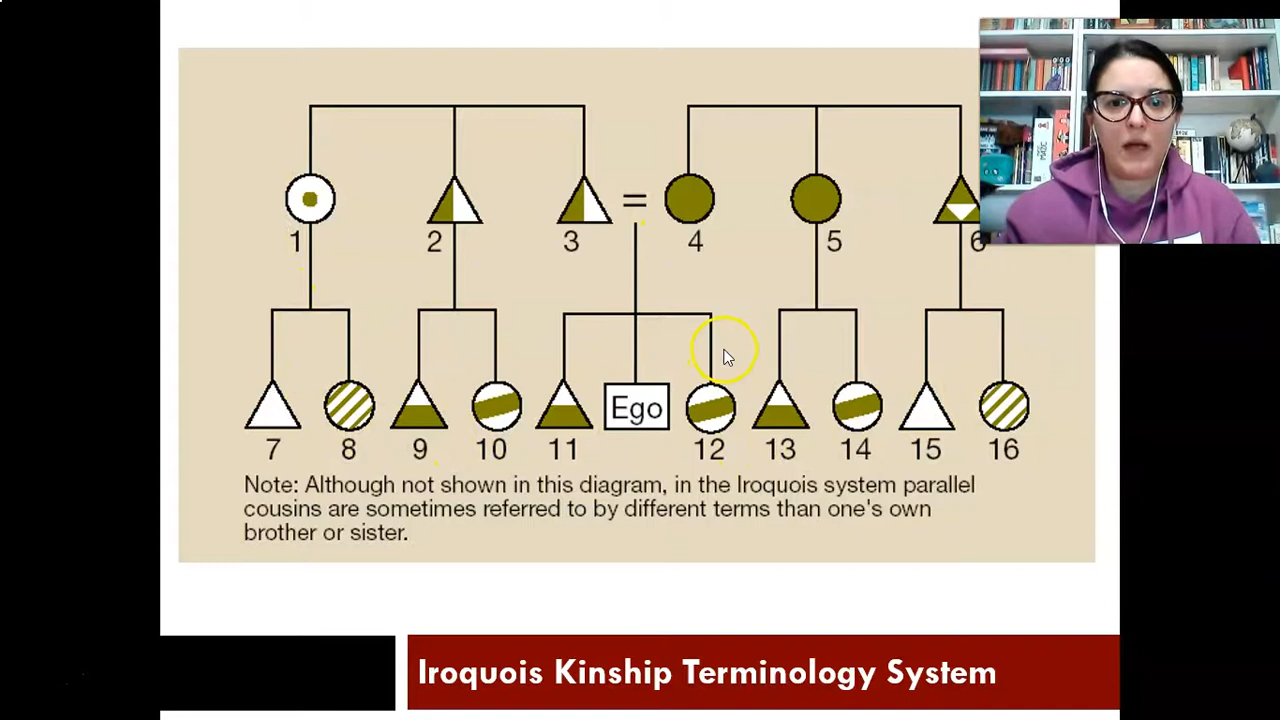 =
1 2 3 4 5 6
Ego
7 8 9 10 11 12 13 14 15 16
Note: Although not shown in this diagram, in the Iroquois system parallel
cousins are sometimes referred to by different terms than one's own
brother or sister.
Iroquois Kinship Terminology System